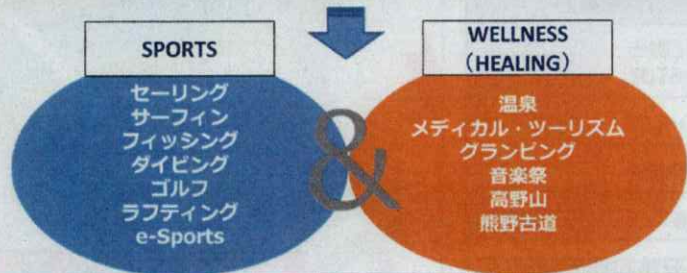 SPORTS
セーリング
サーフィン
フィッシング
ダイビング
ゴルフ
ラフティング
e-Sports
&
WELLNESS
（HEALING）
温泉
メディカル・ツーリズム
グランピング
音楽祭
高野山
熊野古道